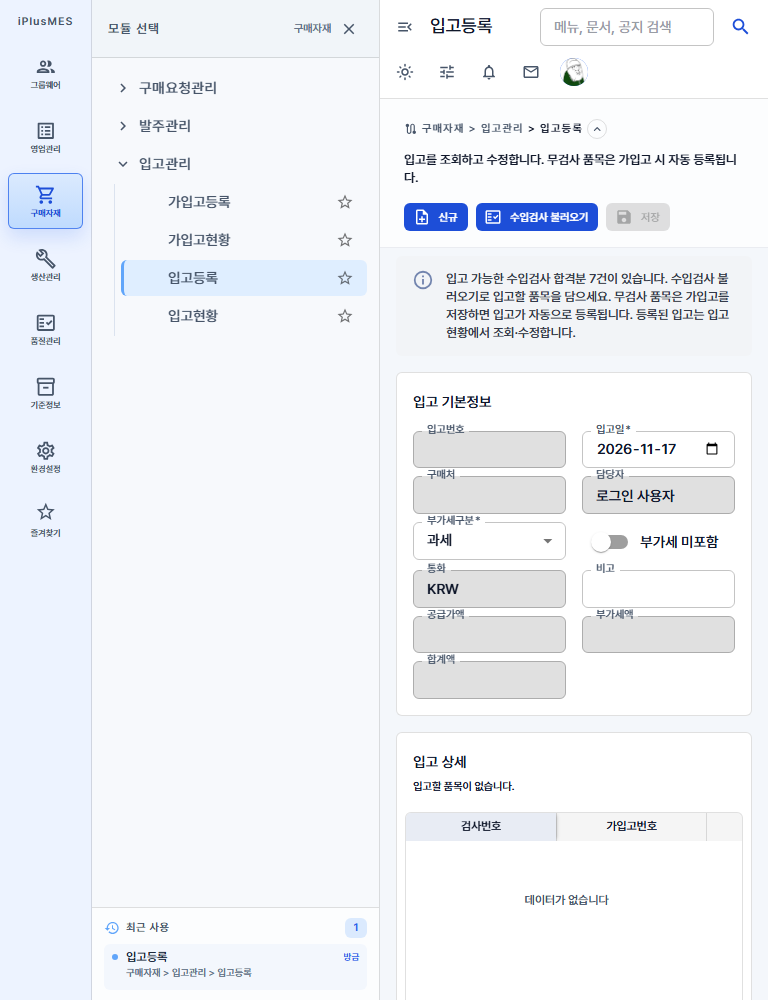 iPlusMES
그룹웨어
영업관리
구매자재
생산관리
품질관리
기준정보
환경설정
즐겨찾기
모듈 선택
구매자재
구매요청관리
발주관리
입고관리
가입고등록
가입고현황
입고등록
입고현황
최근 사용
1
입고등록
방금
구매자재 > 입고관리 > 입고등록
입고등록
메뉴, 문서, 공지 검색
구매자재 > 입고관리 > 입고등록
입고를 조회하고 수정합니다. 무검사 품목은 가입고 시 자동 등록됩니
다.
신규
수입검사 불러오기
저장
입고 가능한 수입검사 합격분 7건이 있습니다. 수입검사 불
러오기로 입고할 품목을 담으세요. 무검사 품목은 가입고를
저장하면 입고가 자동으로 등록됩니다. 등록된 입고는 입고
현황에서 조회·수정합니다.
입고 기본정보
입고번호
입고일 *
2026-11-17
구매처
담당자
로그인 사용자
부가세구분 *
과세
부가세 미포함
통화
KRW
비고
공급가액
부가세액
합계액
입고 상세
입고할 품목이 없습니다.
검사번호
가입고번호
데이터가 없습니다